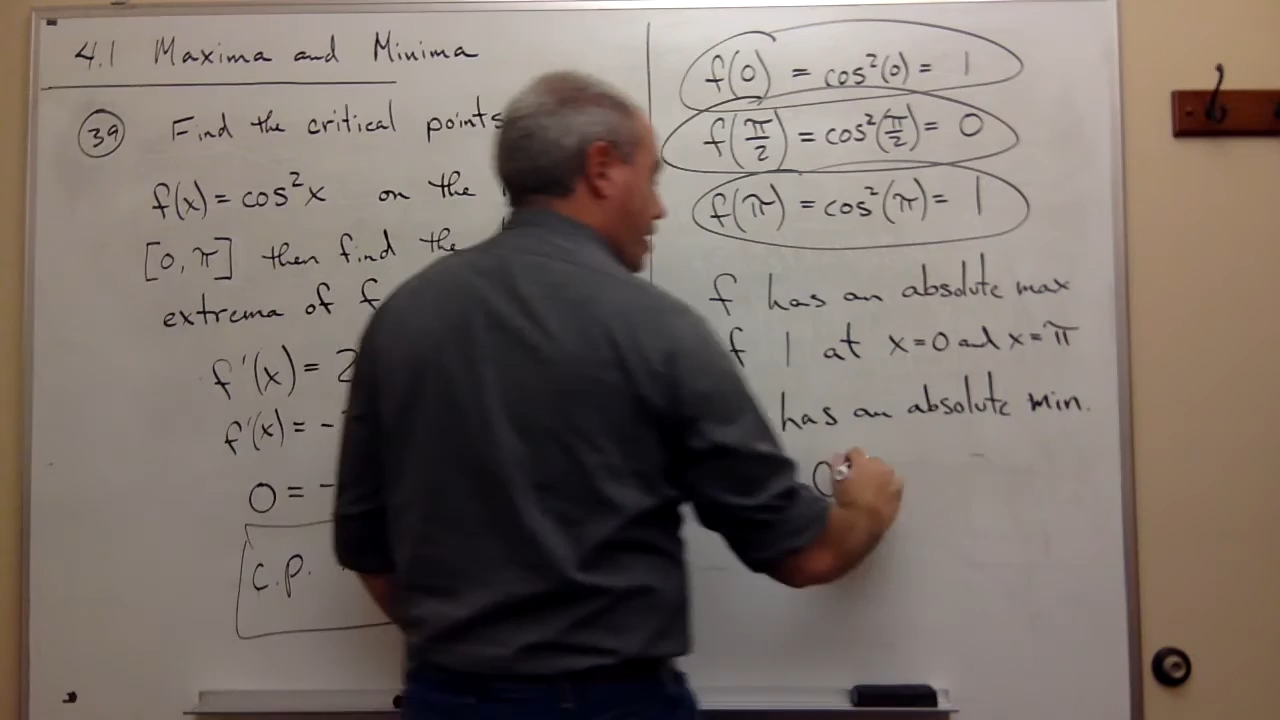 4.1 Maxima and Minima
39 Find the critical points
f(x) = cos²x on the
[0, π] then find the
extrema of f
f'(x) = 2
f'(x) = -
0 = -
C.P.
f(0) = cos²(0) = 1
f(π/2) = cos²(π/2) = 0
f(π) = cos²(π) = 1
f has an absolute max
f 1 at x=0 and x=π
has an absolute min.
0